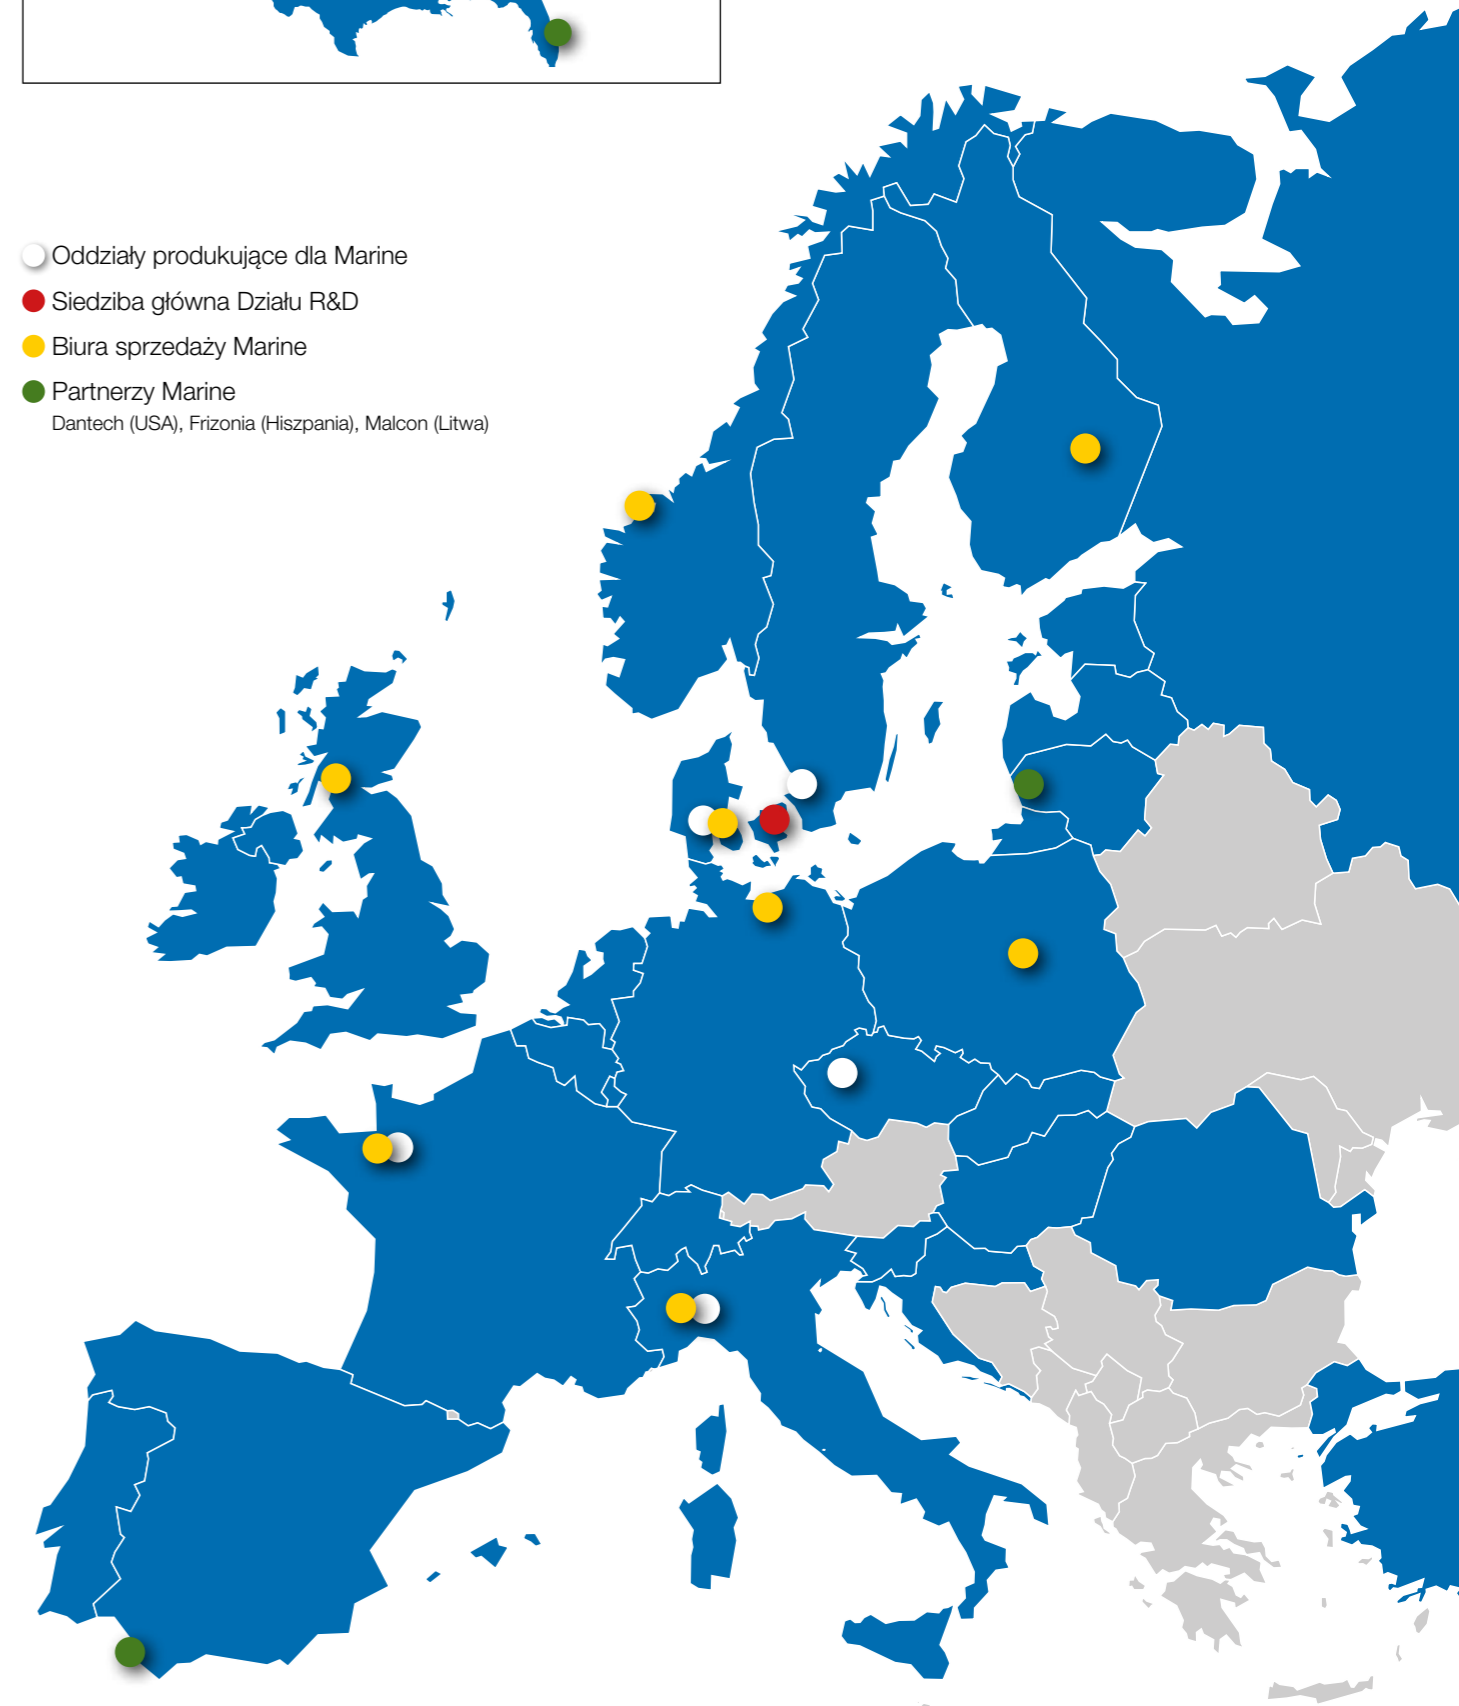 Oddziały produkujące dla Marine
Siedziba główna Działu R&D
Biura sprzedaży Marine
Partnerzy Marine
Dantech (USA), Frizonia (Hiszpania), Malcon (Litwa)